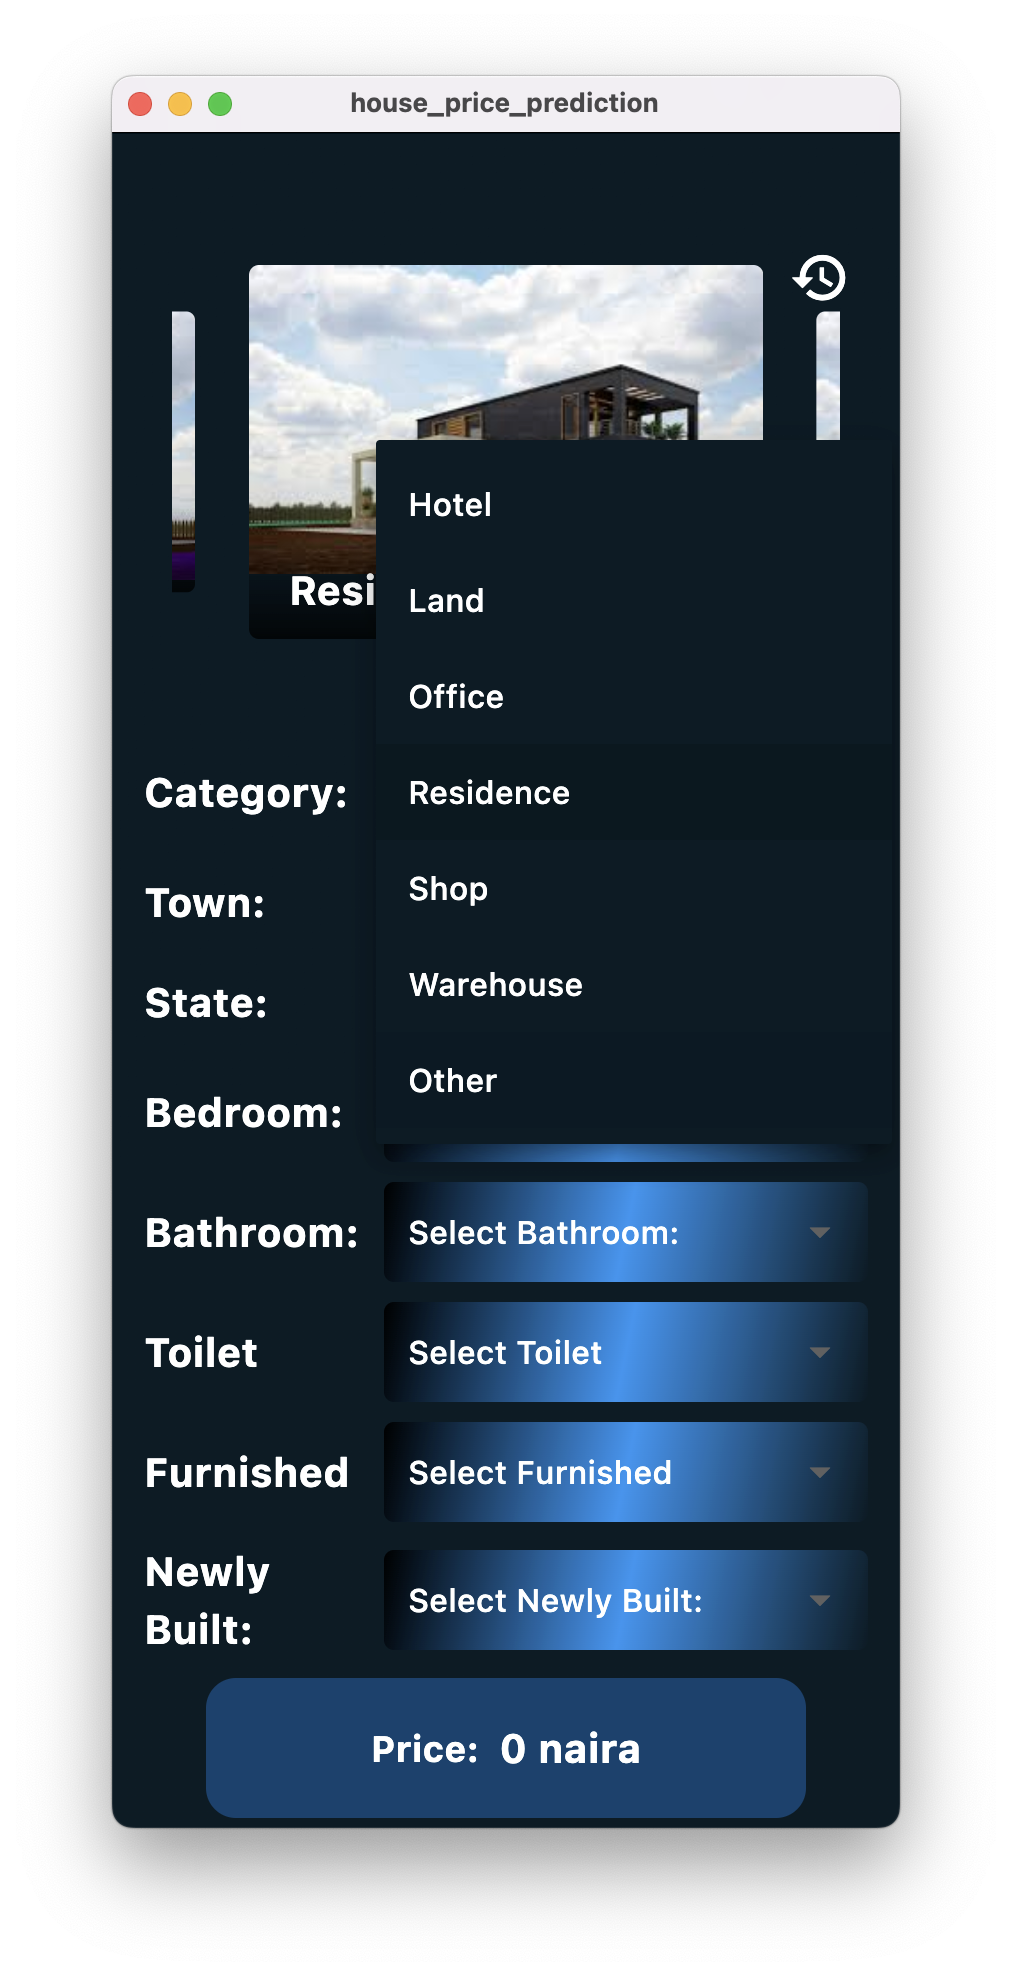 house_price_prediction
Resi
Hotel
Land
Office
Category:
Residence
Shop
Town:
Warehouse
State:
Other
Bedroom:
Bathroom:
Select Bathroom:
Toilet
Select Toilet
Furnished
Select Furnished
Newly
Built:
Select Newly Built:
Price: 0 naira